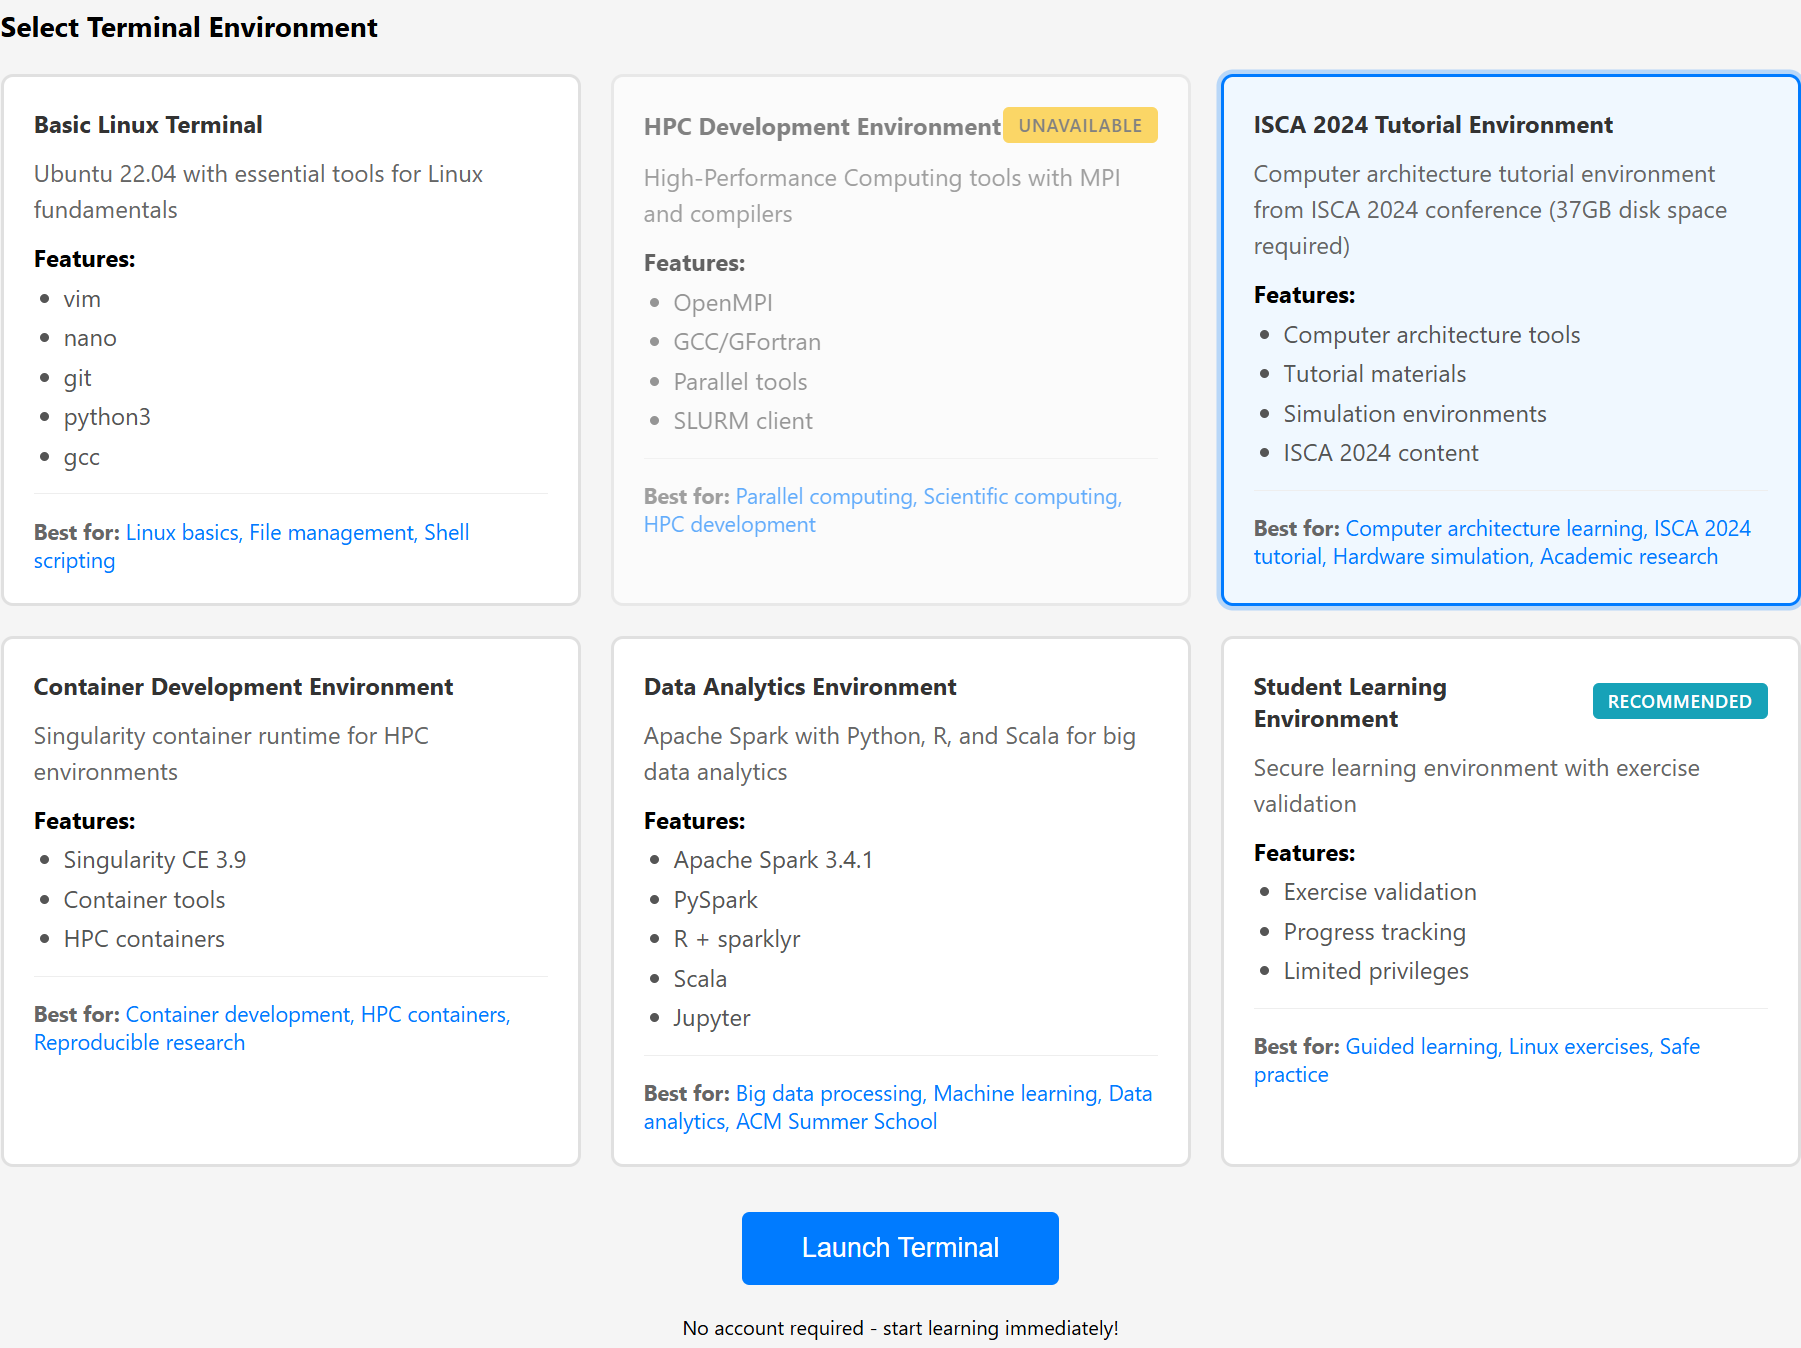 Select Terminal Environment
Basic Linux Terminal
Ubuntu 22.04 with essential tools for Linux
fundamentals
Features:
vim
nano
git
python3
gcc
Best for: Linux basics, File management, Shell
scripting
HPC Development Environment
UNAVAILABLE
High-Performance Computing tools with MPI
and compilers
Features:
OpenMPI
GCC/GFortran
Parallel tools
SLURM client
Best for: Parallel computing, Scientific computing,
HPC development
ISCA 2024 Tutorial Environment
Computer architecture tutorial environment
from ISCA 2024 conference (37GB disk space
required)
Features:
Computer architecture tools
Tutorial materials
Simulation environments
ISCA 2024 content
Best for: Computer architecture learning, ISCA 2024
tutorial, Hardware simulation, Academic research
Container Development Environment
Singularity container runtime for HPC
environments
Features:
Singularity CE 3.9
Container tools
HPC containers
Best for: Container development, HPC containers,
Reproducible research
Data Analytics Environment
Apache Spark with Python, R, and Scala for big
data analytics
Features:
Apache Spark 3.4.1
PySpark
R + sparklyr
Scala
Jupyter
Best for: Big data processing, Machine learning, Data
analytics, ACM Summer School
Student Learning
Environment
RECOMMENDED
Secure learning environment with exercise
validation
Features:
Exercise validation
Progress tracking
Limited privileges
Best for: Guided learning, Linux exercises, Safe
practice
Launch Terminal
No account required - start learning immediately!